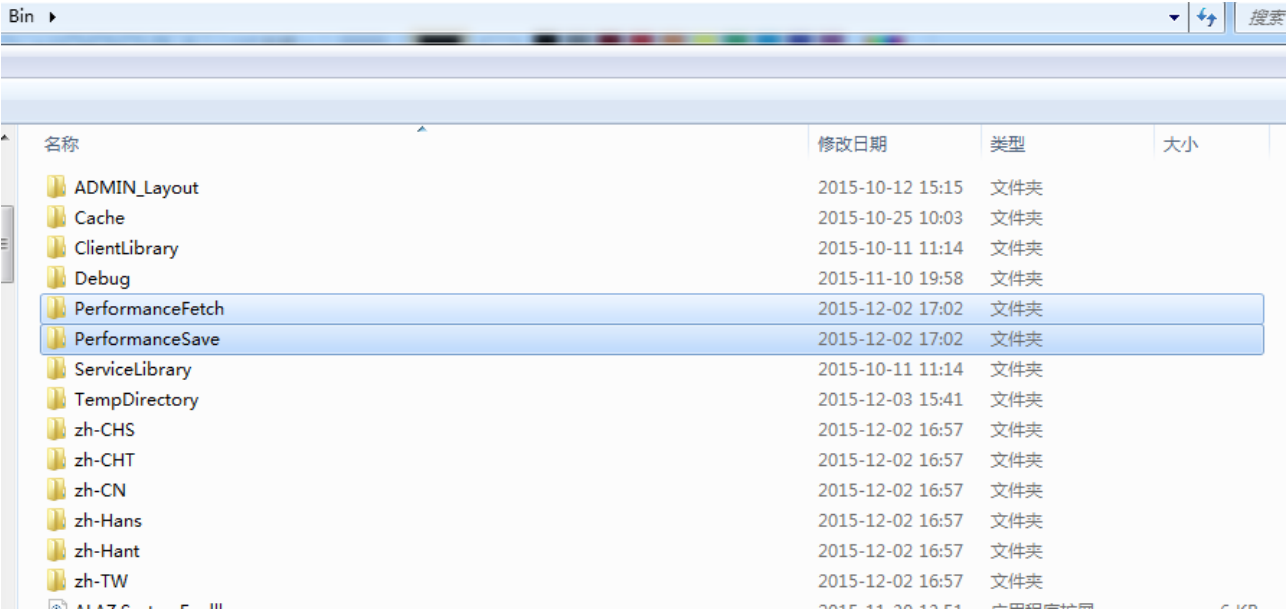 Bin
搜索
名称 修改日期 类型 大小
ADMIN_Layout 2015-10-12 15:15 文件夹
Cache 2015-10-25 10:03 文件夹
ClientLibrary 2015-10-11 11:14 文件夹
Debug 2015-11-10 19:58 文件夹
PerformanceFetch 2015-12-02 17:02 文件夹
PerformanceSave 2015-12-02 17:02 文件夹
ServiceLibrary 2015-10-11 11:14 文件夹
TempDirectory 2015-12-03 15:41 文件夹
zh-CHS 2015-12-02 16:57 文件夹
zh-CHT 2015-12-02 16:57 文件夹
zh-CN 2015-12-02 16:57 文件夹
zh-Hans 2015-12-02 16:57 文件夹
zh-Hant 2015-12-02 16:57 文件夹
zh-TW 2015-12-02 16:57 文件夹